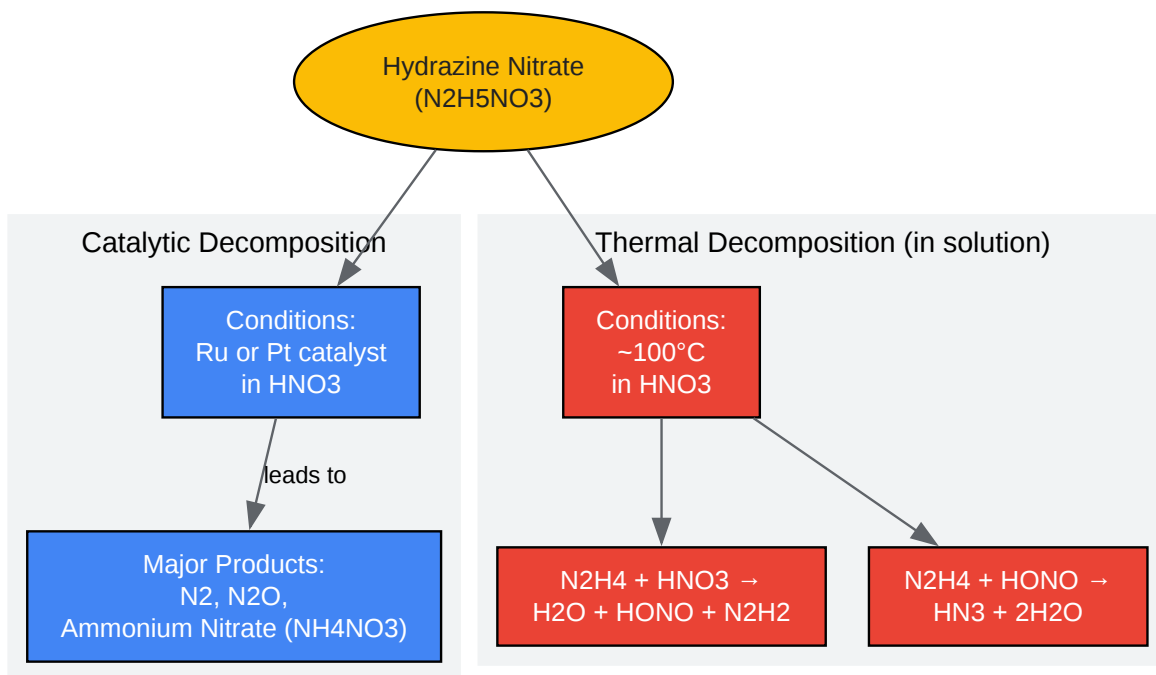 Hydrazine Nitrate
(N2H5NO3)
Catalytic Decomposition
Conditions:
Ru or Pt catalyst
in HNO3
leads to
Major Products:
N2, N2O,
Ammonium Nitrate (NH4NO3)
Thermal Decomposition (in solution)
Conditions:
~100°C
in HNO3
N2H4 + HNO3 →
H2O + HONO + N2H2
N2H4 + HONO →
HN3 + 2H2O